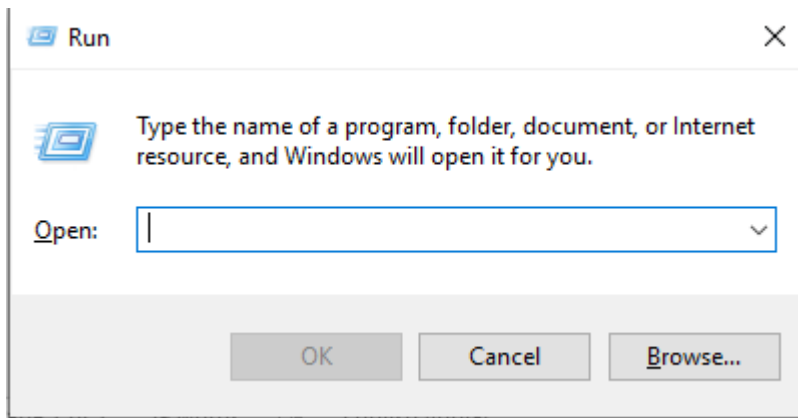 Run
Type the name of a program, folder, document, or Internet
resource, and Windows will open it for you.
Open:
OK
Cancel
Browse...